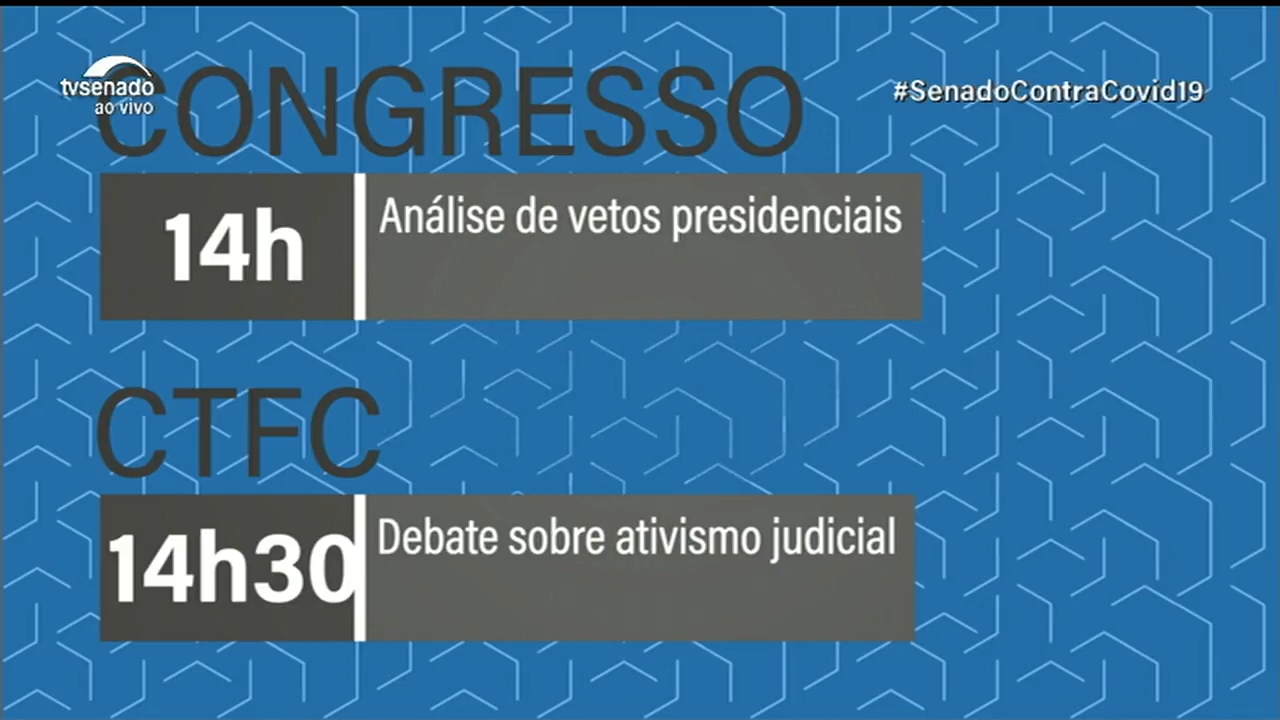 CONGRESSO
tvsenado
ao vivo
#SenadoContraCovid19
14h
Análise de vetos presidenciais
CTFC
14h30
Debate sobre ativismo judicial